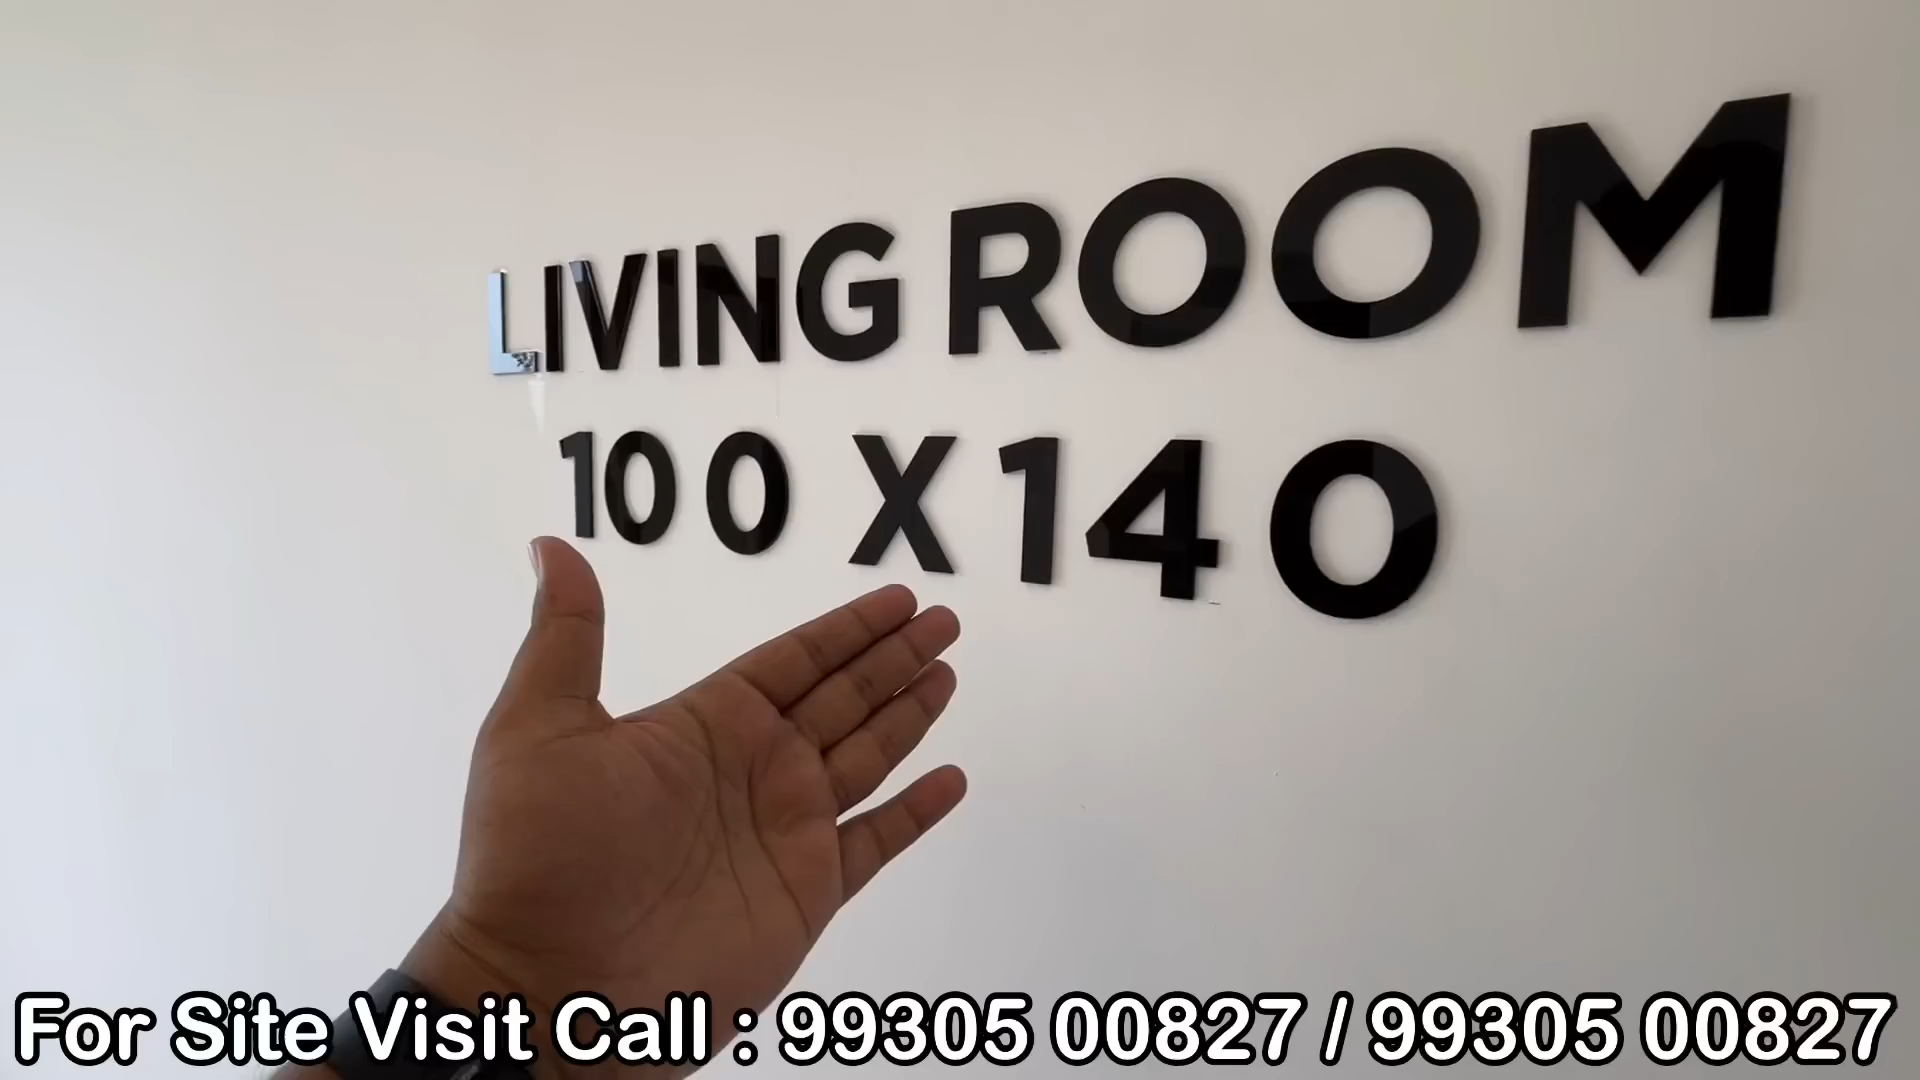 LIVING ROOM
100 X 140
For Site Visit Call : 99305 00827 / 99305 00827